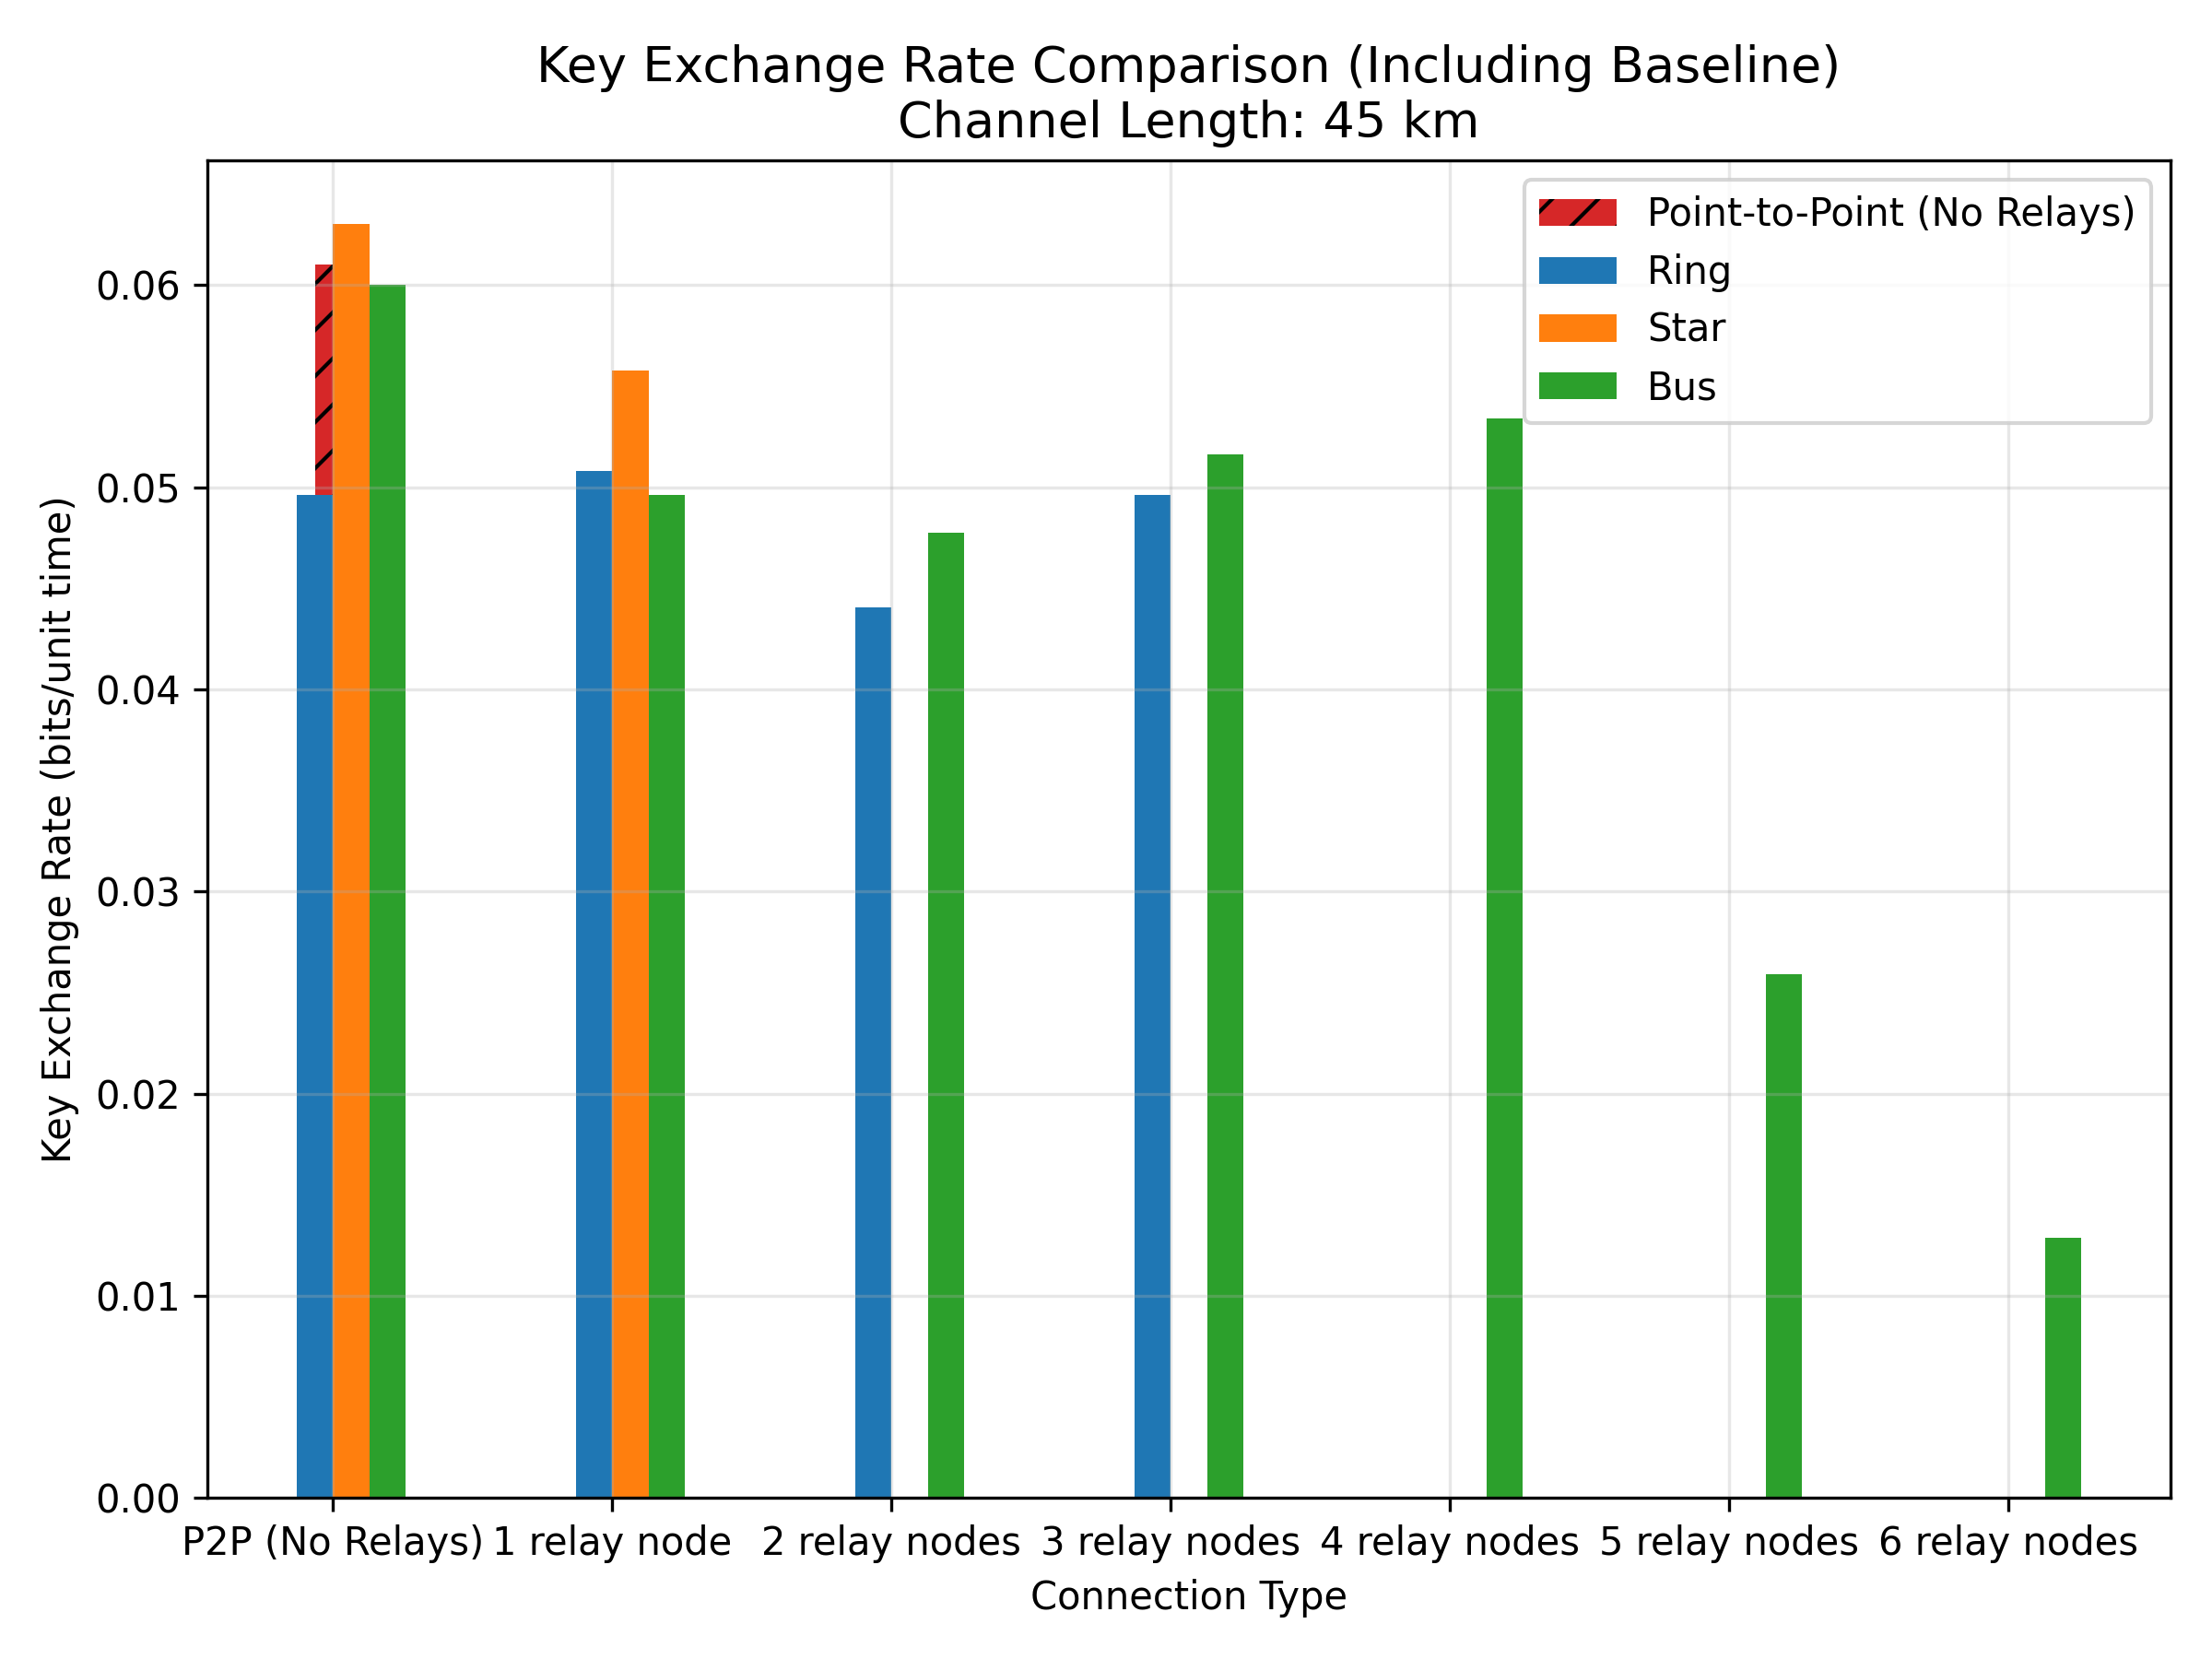 Key Exchange Rate Comparison (Including Baseline)
Channel Length: 45 km
Point-to-Point (No Relays)
Ring
Star
Bus
Key Exchange Rate (bits/unit time)
0.06
0.05
0.04
0.03
0.02
0.01
0.00
P2P (No Relays) 1 relay node 2 relay nodes 3 relay nodes 4 relay nodes 5 relay nodes 6 relay nodes
Connection Type